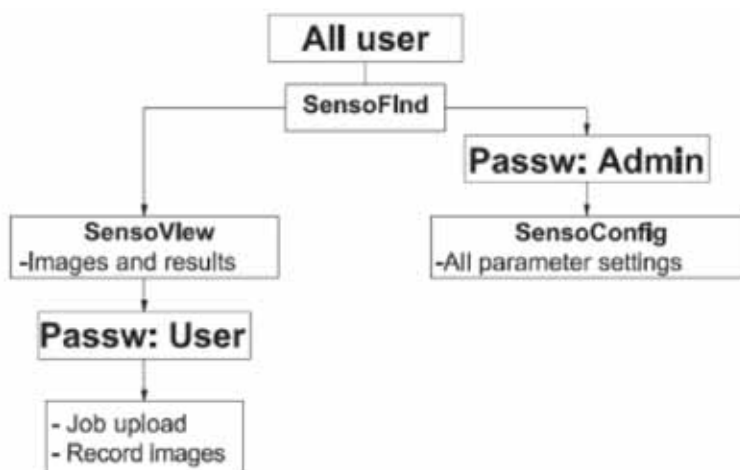 All user
SensoFInd
Passw: Admin
SensoVIew
-Images and results
SensoConfig
-All parameter settings
Passw: User
- Job upload
- Record images